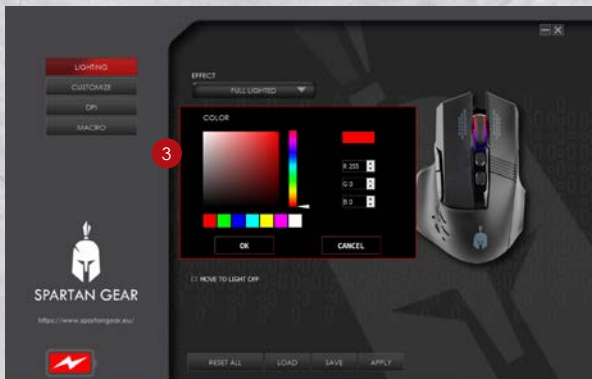 LIGHTING
CUSTOMIZE
DPI
MACRO
EFFECT
FULL LIGHTED
COLOR
3
R 255
G 0
B 0
OK
CANCEL
MOVE TO LIGHT OFF
SPARTAN GEAR
https://www.spartangear.eu/
RESET ALL
LOAD
SAVE
APPLY